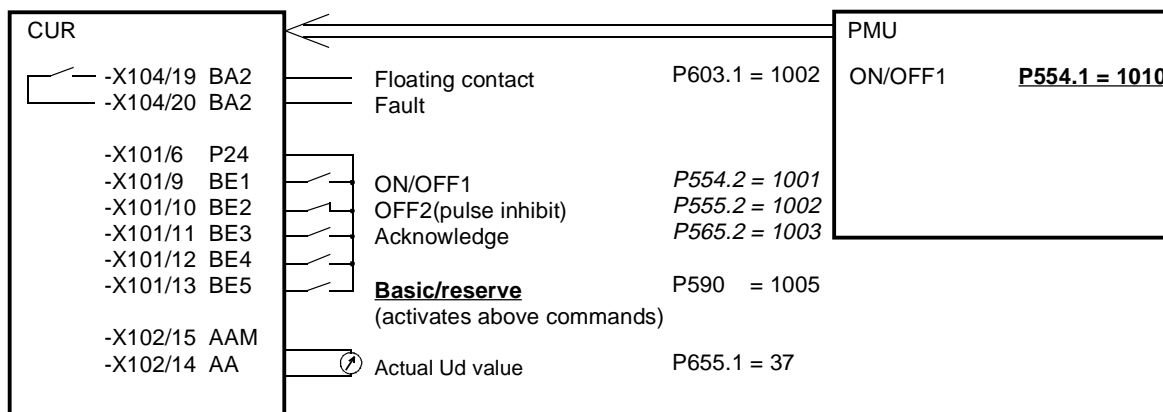 CUR
PMU
-X104/19 BA2 Floating contact P603.1 = 1002 ON/OFF1 P554.1 = 1010
-X104/20 BA2 Fault
-X101/6 P24
-X101/9 BE1 ON/OFF1 P554.2 = 1001
-X101/10 BE2 OFF2(pulse inhibit) P555.2 = 1002
-X101/11 BE3 Acknowledge P565.2 = 1003
-X101/12 BE4
-X101/13 BE5 Basic/reserve P590 = 1005
(activates above commands)
-X102/15 AAM
-X102/14 AA Actual Ud value P655.1 = 37